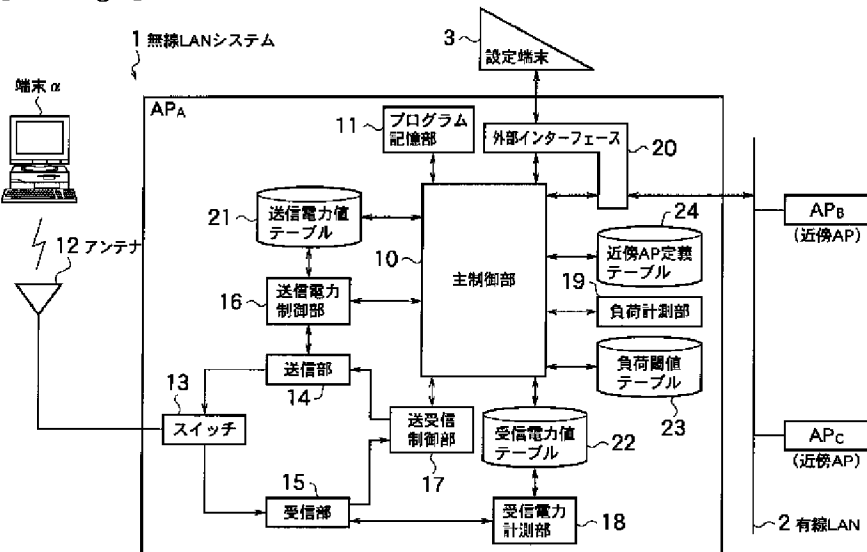 1 無線LANシステム
3
設定端末
端末 α
APA
11
プログラム
記憶部
外部インターフェース
20
21
送信電力値
テーブル
10
主制御部
24
近傍AP定義
テーブル
APB
(近傍AP)
12 アンテナ
16
送信電力
制御部
19
負荷計測部
送信部
14
負荷閾値
テーブル
23
13
スイッチ
送受信
制御部
17
受信電力値
テーブル
22
APC
(近傍AP)
15
受信部
受信電力
計測部
18
2 有線LAN